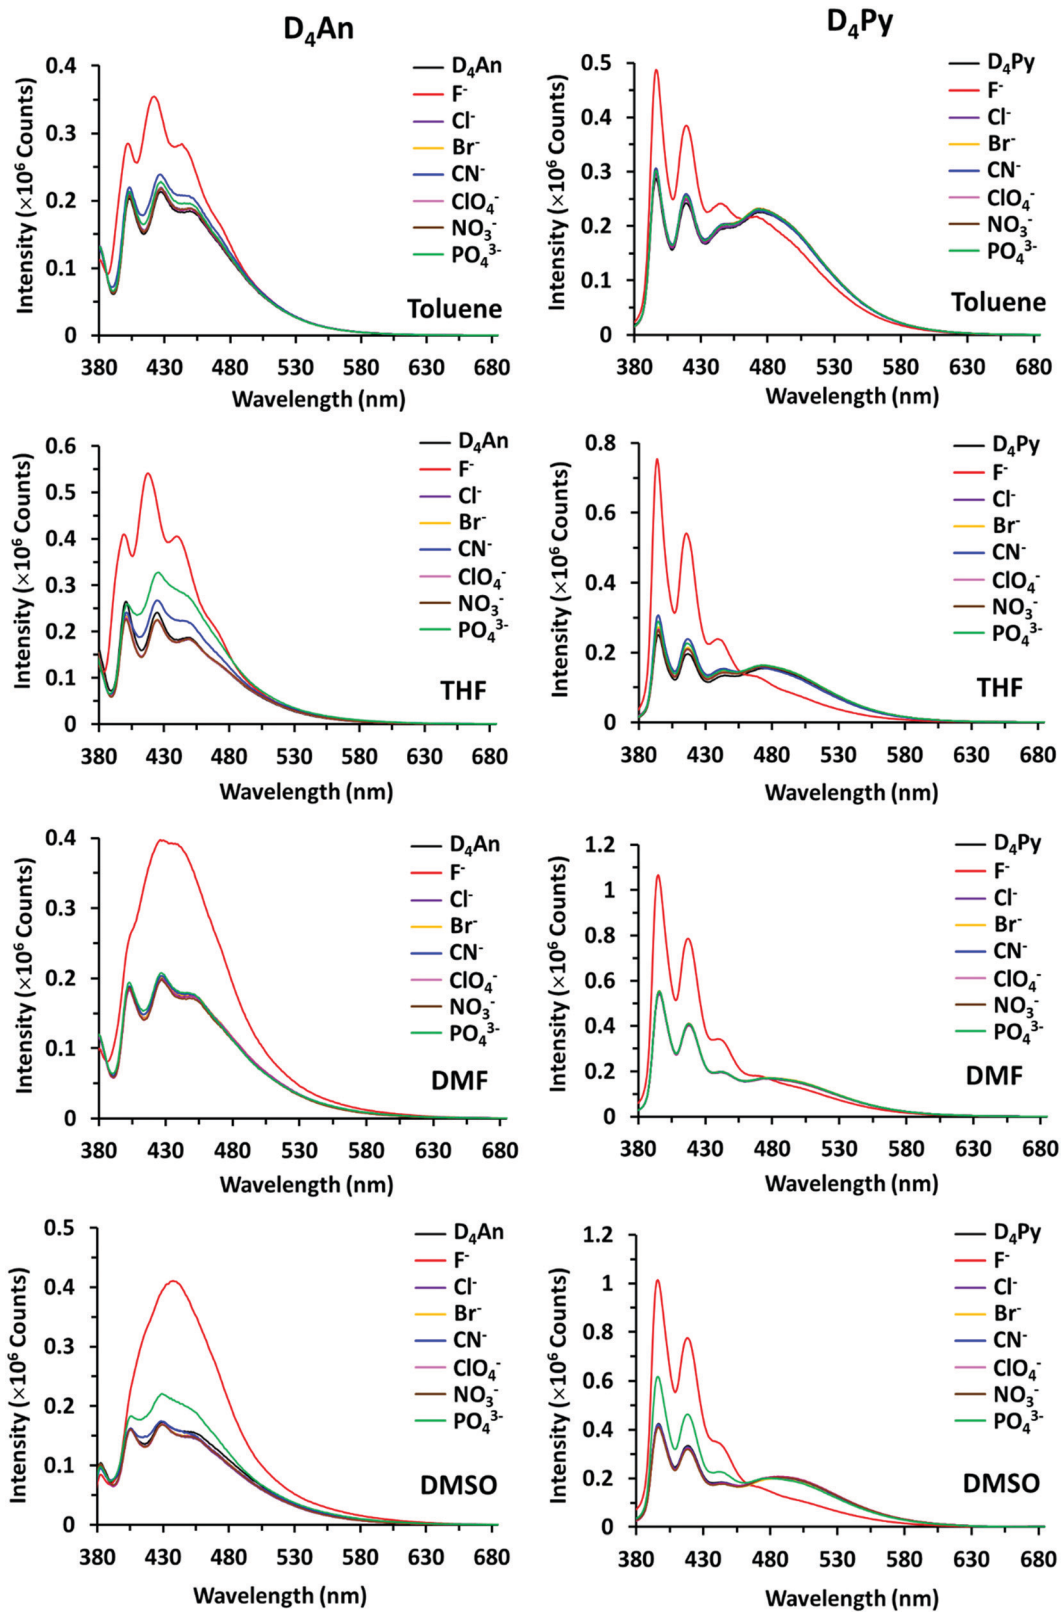 D₄An
D₄Py
Intensity (×10⁶ Counts)
0.4
0.3
0.2
0.1
0
D₄An
F⁻
Cl⁻
Br⁻
CN⁻
ClO₄⁻
NO₃⁻
PO₄³⁻
Toluene
380 430 480 530 580 630 680
Wavelength (nm)
Intensity (×10⁶ Counts)
0.5
0.4
0.3
0.2
0.1
0
D₄Py
F⁻
Cl⁻
Br⁻
CN⁻
ClO₄⁻
NO₃⁻
PO₄³⁻
Toluene
380 430 480 530 580 630 680
Wavelength (nm)
Intensity (×10⁶ Counts)
0.6
0.5
0.4
0.3
0.2
0.1
0
D₄An
F⁻
Cl⁻
Br⁻
CN⁻
ClO₄⁻
NO₃⁻
PO₄³⁻
THF
380 430 480 530 580 630 680
Wavelength (nm)
Intensity (×10⁶ Counts)
0.8
0.6
0.4
0.2
0
D₄Py
F⁻
Cl⁻
Br⁻
CN⁻
ClO₄⁻
NO₃⁻
PO₄³⁻
THF
380 430 480 530 580 630 680
Wavelength (nm)
Intensity (×10⁶ Counts)
0.4
0.3
0.2
0.1
0
D₄An
F⁻
Cl⁻
Br⁻
CN⁻
ClO₄⁻
NO₃⁻
PO₄³⁻
DMF
380 430 480 530 580 630 680
Wavelength (nm)
Intensity (×10⁶ Counts)
1.2
1
0.8
0.6
0.4
0.2
0
D₄Py
F⁻
Cl⁻
Br⁻
CN⁻
ClO₄⁻
NO₃⁻
PO₄³⁻
DMF
380 430 480 530 580 630 680
Wavelength (nm)
Intensity (×10⁶ Counts)
0.5
0.4
0.3
0.2
0.1
0
D₄An
F⁻
Cl⁻
Br⁻
CN⁻
ClO₄⁻
NO₃⁻
PO₄³⁻
DMSO
380 430 480 530 580 630 680
Wavelength (nm)
Intensity (×10⁶ Counts)
1.2
1
0.8
0.6
0.4
0.2
0
D₄Py
F⁻
Cl⁻
Br⁻
CN⁻
ClO₄⁻
NO₃⁻
PO₄³⁻
DMSO
380 430 480 530 580 630 680
Wavelength (nm)